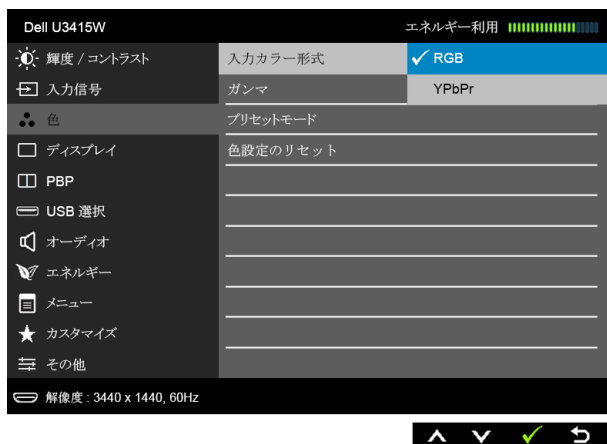 Dell U3415W
エネルギー利用
輝度 / コントラスト
入力カラー形式
RGB
入力信号
ガンマ
YPbPr
色
プリセットモード
ディスプレイ
色設定のリセット
PBP
USB 選択
オーディオ
エネルギー
メニュー
カスタマイズ
その他
解像度 : 3440 x 1440, 60Hz